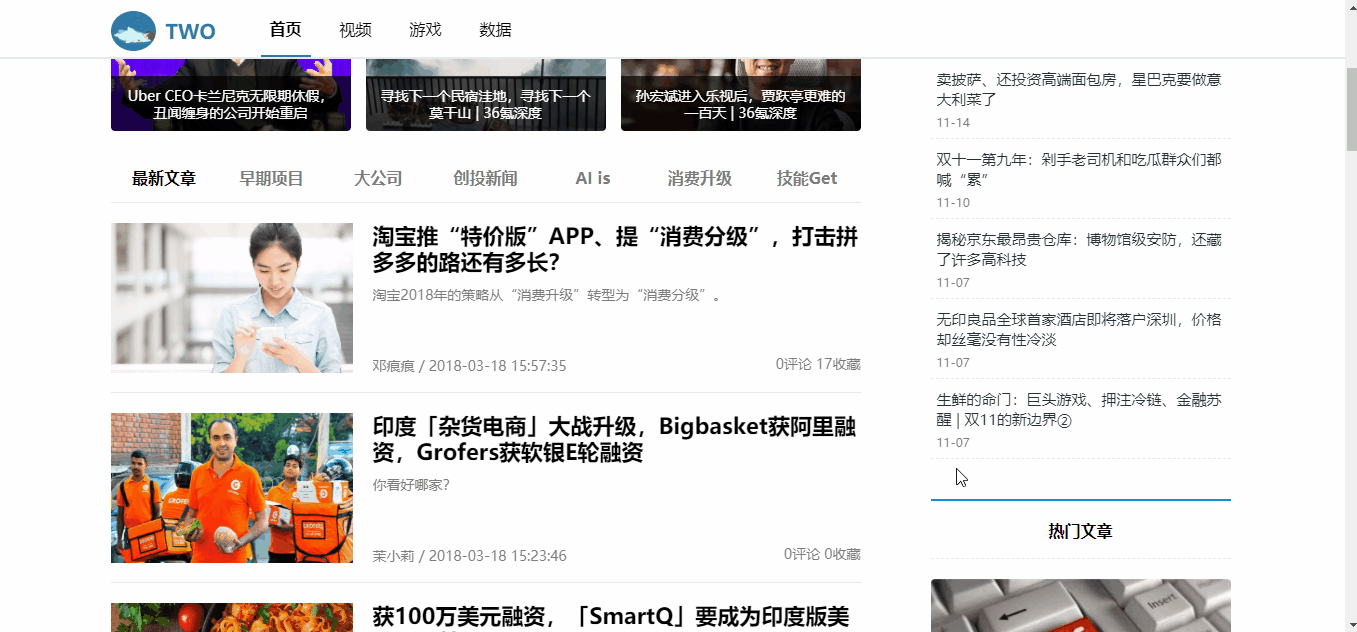 TWO
首页
视频
游戏
数据
Uber CEO卡兰尼克无限期休假，
丑闻缠身的公司开始重启
寻找下一个民宿洼地，寻找下一个
莫干山 | 36氪深度
孙宏斌进入乐视后，贾跃亭更难的
一百天 | 36氪深度
最新文章
早期项目
大公司
创投新闻
AI is
消费升级
技能Get
淘宝推“特价版”APP、提“消费分级”，打击拼
多多的路还有多长？
淘宝2018年的策略从“消费升级”转型为“消费分级”。
邓痕痕 / 2018-03-18 15:57:35
0评论 17收藏
印度「杂货电商」大战升级，Bigbasket获阿里融
资，Grofers获软银E轮融资
你看好哪家？
茉小莉 / 2018-03-18 15:23:46
0评论 0收藏
获100万美元融资，「SmartQ」要成为印度版美
卖披萨、还投资高端面包房，星巴克要做意
大利菜了
11-14
双十一第九年：剁手老司机和吃瓜群众们都
喊“累”
11-10
揭秘京东最昂贵仓库：博物馆级安防，还藏
了许多高科技
11-07
无印良品全球首家酒店即将落户深圳，价格
却丝毫没有性冷淡
11-07
生鲜的命门：巨头游戏、押注冷链、金融苏
醒 | 双11的新边界②
11-07
热门文章
Insert